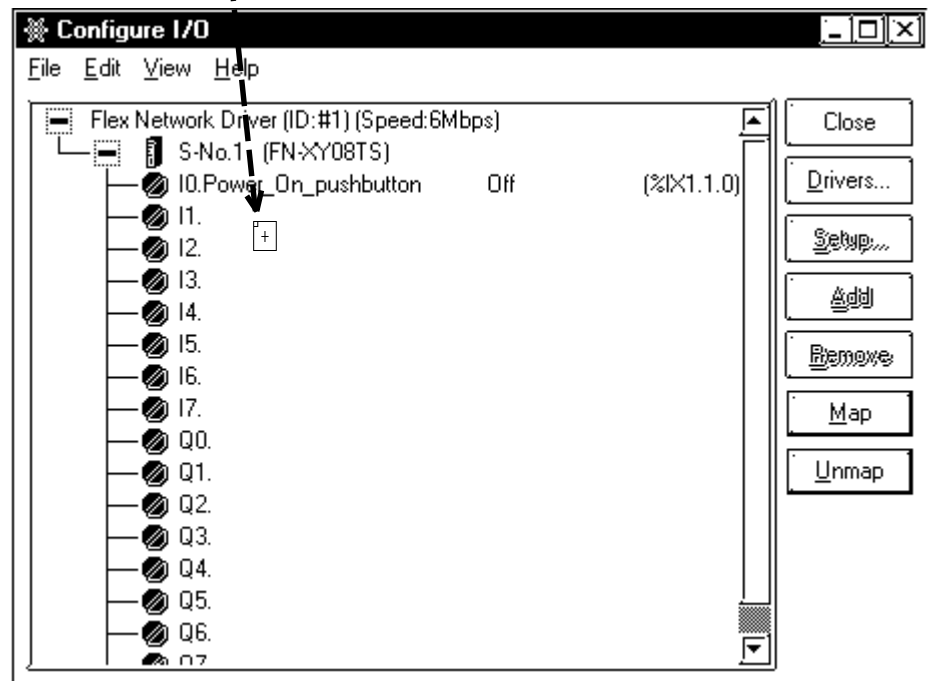 Configure I/O
File Edit View Help
Flex Network Driver (ID:#1) (Speed:6Mbps)
S-No.1 (FN-XY08TS)
I0.Power_On_pushbutton Off (%IX1.1.0)
I1.
I2.
I3.
I4.
I5.
I6.
I7.
Q0.
Q1.
Q2.
Q3.
Q4.
Q5.
Q6.
Q7
Close
Drivers...
Setup...
Add
Remove
Map
Unmap